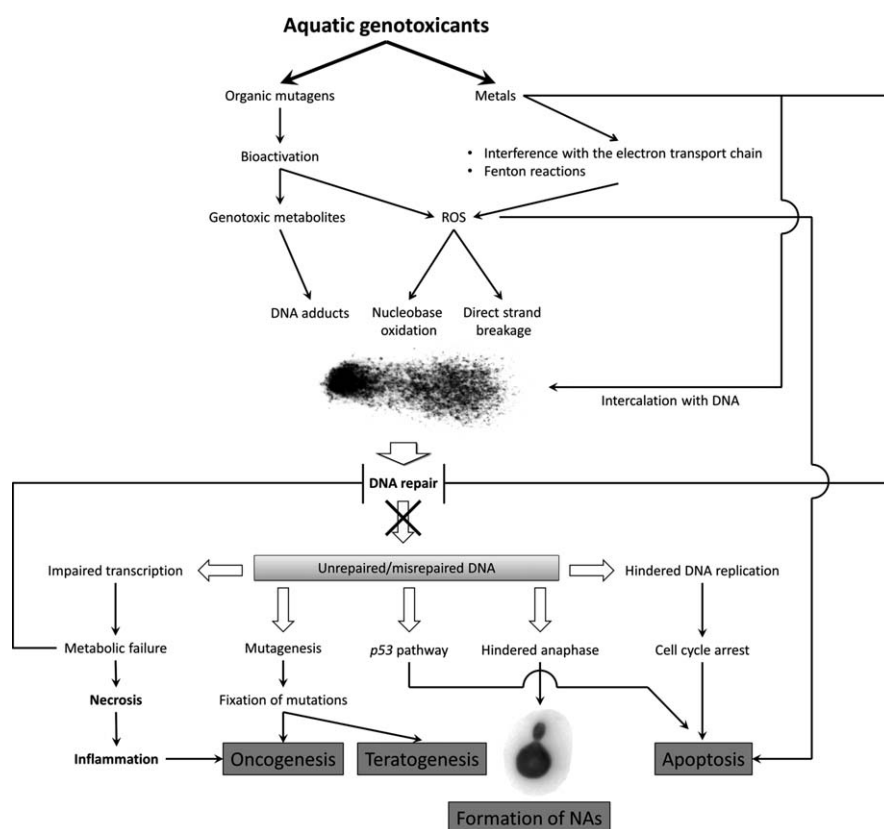 Aquatic genotoxicants
Organic mutagens
Metals
Bioactivation
• Interference with the electron transport chain
• Fenton reactions
Genotoxic metabolites
ROS
DNA adducts
Nucleobase
oxidation
Direct strand
breakage
Intercalation with DNA
DNA repair
Impaired transcription
Unrepaired/misrepaired DNA
Hindered DNA replication
Metabolic failure
Mutagenesis
p53 pathway
Hindered anaphase
Cell cycle arrest
Necrosis
Fixation of mutations
Inflammation
Oncogenesis
Teratogenesis
Apoptosis
Formation of NAs